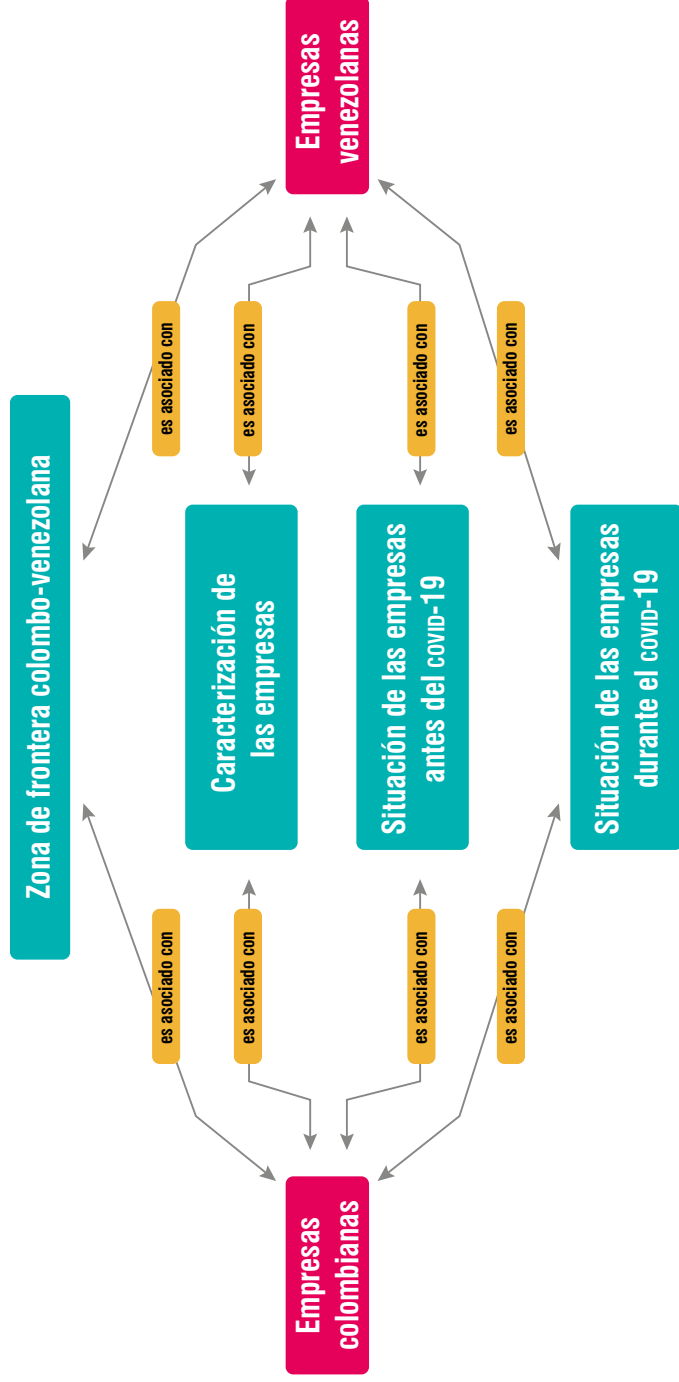 Zona de frontera colombo-venezolana
es asociado con
es asociado con
es asociado con
es asociado con
Caracterización de
las empresas
Empresas
colombianas
Empresas
venezolanas
Situación de las empresas
antes del COVID-19
es asociado con
es asociado con
es asociado con
es asociado con
Situación de las empresas
durante el COVID-19